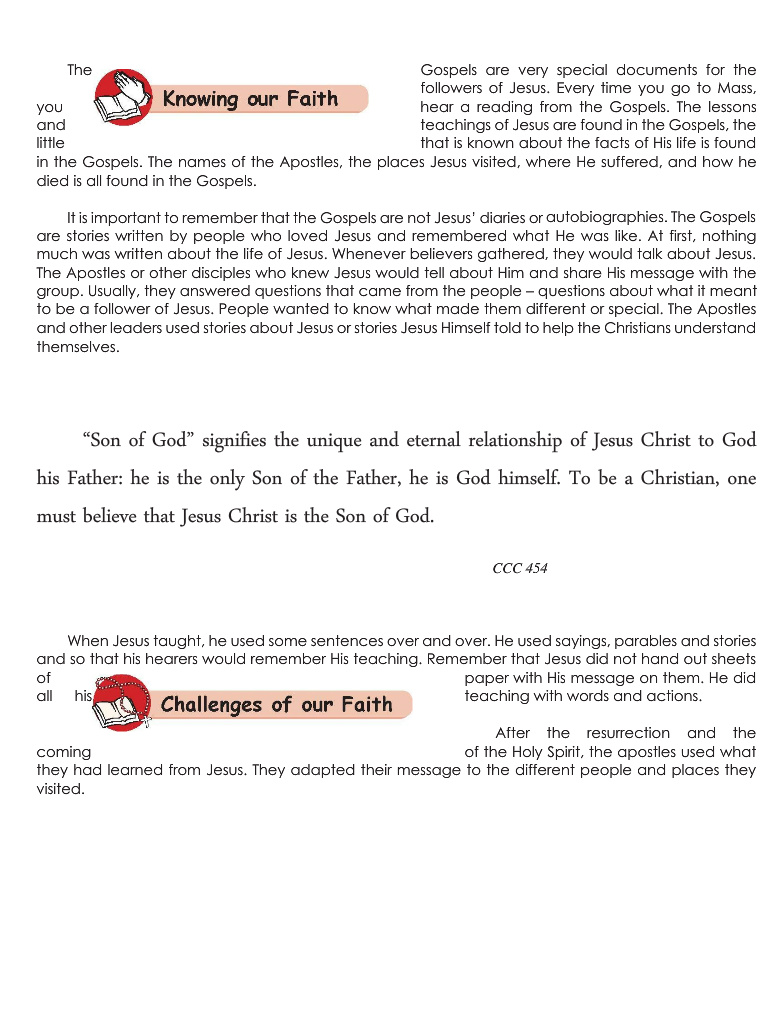 The Gospels are very special documents for the
followers of Jesus. Every time you go to Mass,
you hear a reading from the Gospels. The lessons
and teachings of Jesus are found in the Gospels, the
little that is known about the facts of His life is found
in the Gospels. The names of the Apostles, the places Jesus visited, where He suffered, and how he
died is all found in the Gospels.
Knowing our Faith
It is important to remember that the Gospels are not Jesus’ diaries or autobiographies. The Gospels
are stories written by people who loved Jesus and remembered what He was like. At first, nothing
much was written about the life of Jesus. Whenever believers gathered, they would talk about Jesus.
The Apostles or other disciples who knew Jesus would tell about Him and share His message with the
group. Usually, they answered questions that came from the people – questions about what it meant
to be a follower of Jesus. People wanted to know what made them different or special. The Apostles
and other leaders used stories about Jesus or stories Jesus Himself told to help the Christians understand
themselves.
“Son of God” signifies the unique and eternal relationship of Jesus Christ to God
his Father: he is the only Son of the Father, he is God himself. To be a Christian, one
must believe that Jesus Christ is the Son of God.
CCC 454
When Jesus taught, he used some sentences over and over. He used sayings, parables and stories
and so that his hearers would remember His teaching. Remember that Jesus did not hand out sheets
of paper with His message on them. He did
all his teaching with words and actions.
Challenges of our Faith
After the resurrection and the
coming of the Holy Spirit, the apostles used what
they had learned from Jesus. They adapted their message to the different people and places they
visited.